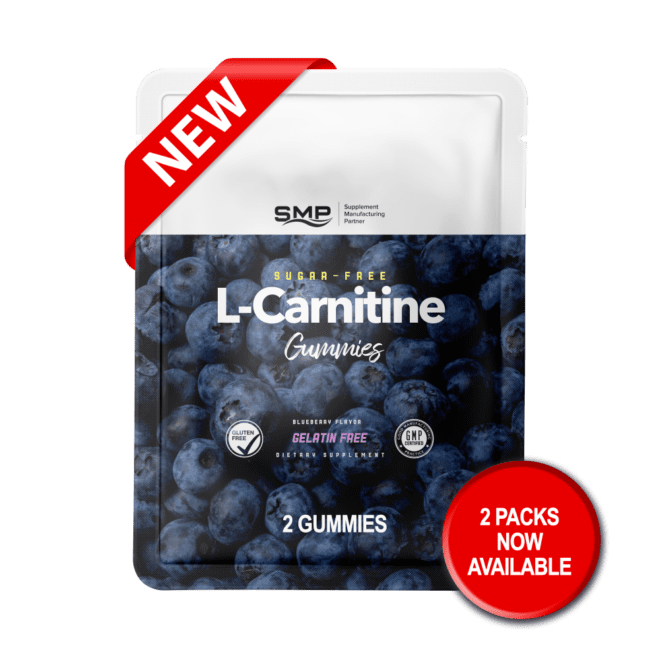 NEW
SMP
Supplement
Manufacturing
Partner
SUGAR-FREE
L-Carnitine
Gummies
BLUEBERRY FLAVOR
GLUTEN
FREE
GELATIN FREE
GMP
CERTIFIED
DIETARY SUPPLEMENT
2 GUMMIES
2 PACKS
NOW
AVAILABLE